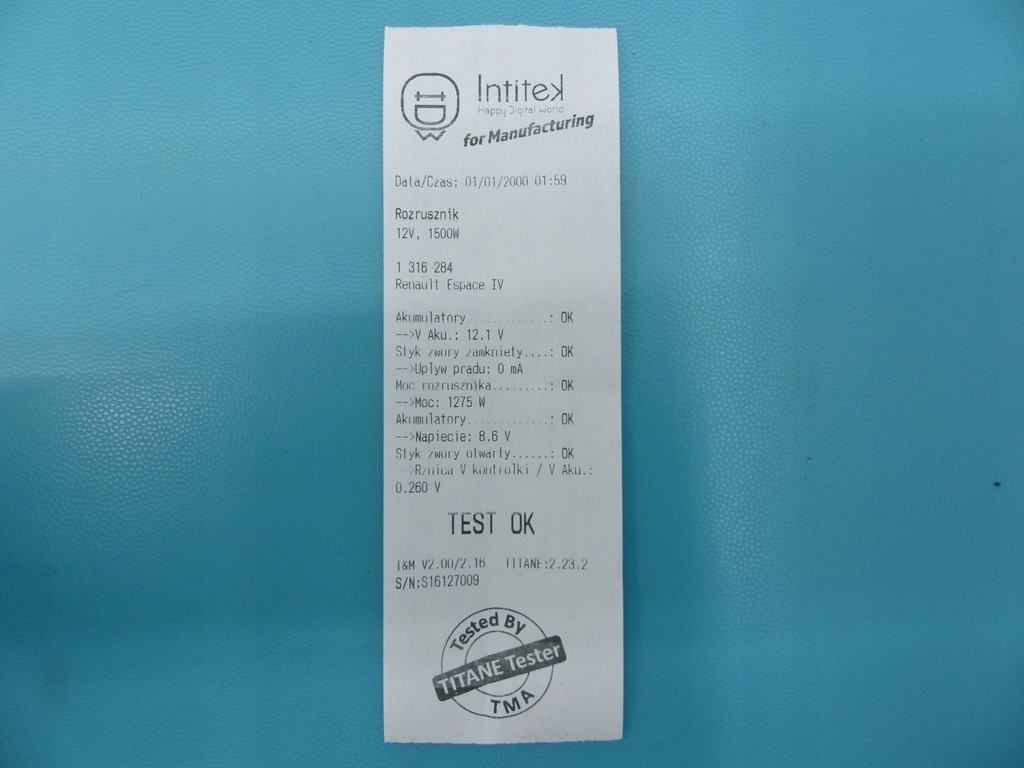 Intitek
Happy Digital World
for Manufacturing
Data/Czas: 01/01/2000 01:59
Rozrusznik
12V, 1500W
1 316 284
Renault Espace IV
Akumulatory.............: OK
-->V Aku.: 12.1 V
Styk zwory zamkniety....: OK
-->Uplyw pradu: 0 mA
Moc rozrusznika.........: OK
-->Moc: 1275 W
Akumulatory.............: OK
-->Napiecie: 8.6 V
Styk zwory otwarty......: OK
-->Rznica V kontrolki / V Aku.:
0.260 V
TEST OK
I&M V2.00/2.16 TITANE:2.23.2
S/N:S16127009
Tested By
TITANE Tester
TMA